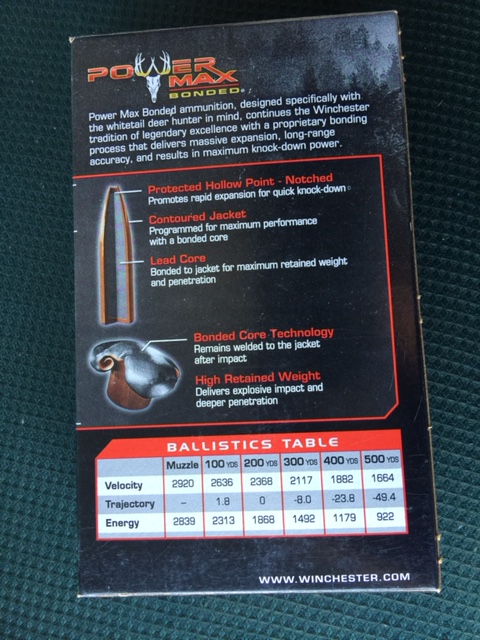 POWER
MAX
BONDED®
Power Max Bonded ammunition, designed specifically with
the whitetail deer hunter in mind, continues the Winchester
tradition of legendary excellence with a proprietary bonding
process that delivers massive expansion, long-range
accuracy, and results in maximum knock-down power.
Protected Hollow Point - Notched
Promotes rapid expansion for quick knock-down
Contoured Jacket
Programmed for maximum performance
with a bonded core
Lead Core
Bonded to jacket for maximum retained weight
and penetration
Bonded Core Technology
Remains welded to the jacket
after impact
High Retained Weight
Delivers explosive impact and
deeper penetration
BALLISTICS TABLE
Muzzle 100 YDS 200 YDS 300 YDS 400 YDS 500 YDS
Velocity 2920 2636 2368 2117 1882 1664
Trajectory – 1.8 0 -8.0 -23.8 -49.4
Energy 2839 2313 1868 1492 1179 922
WWW.WINCHESTER.COM